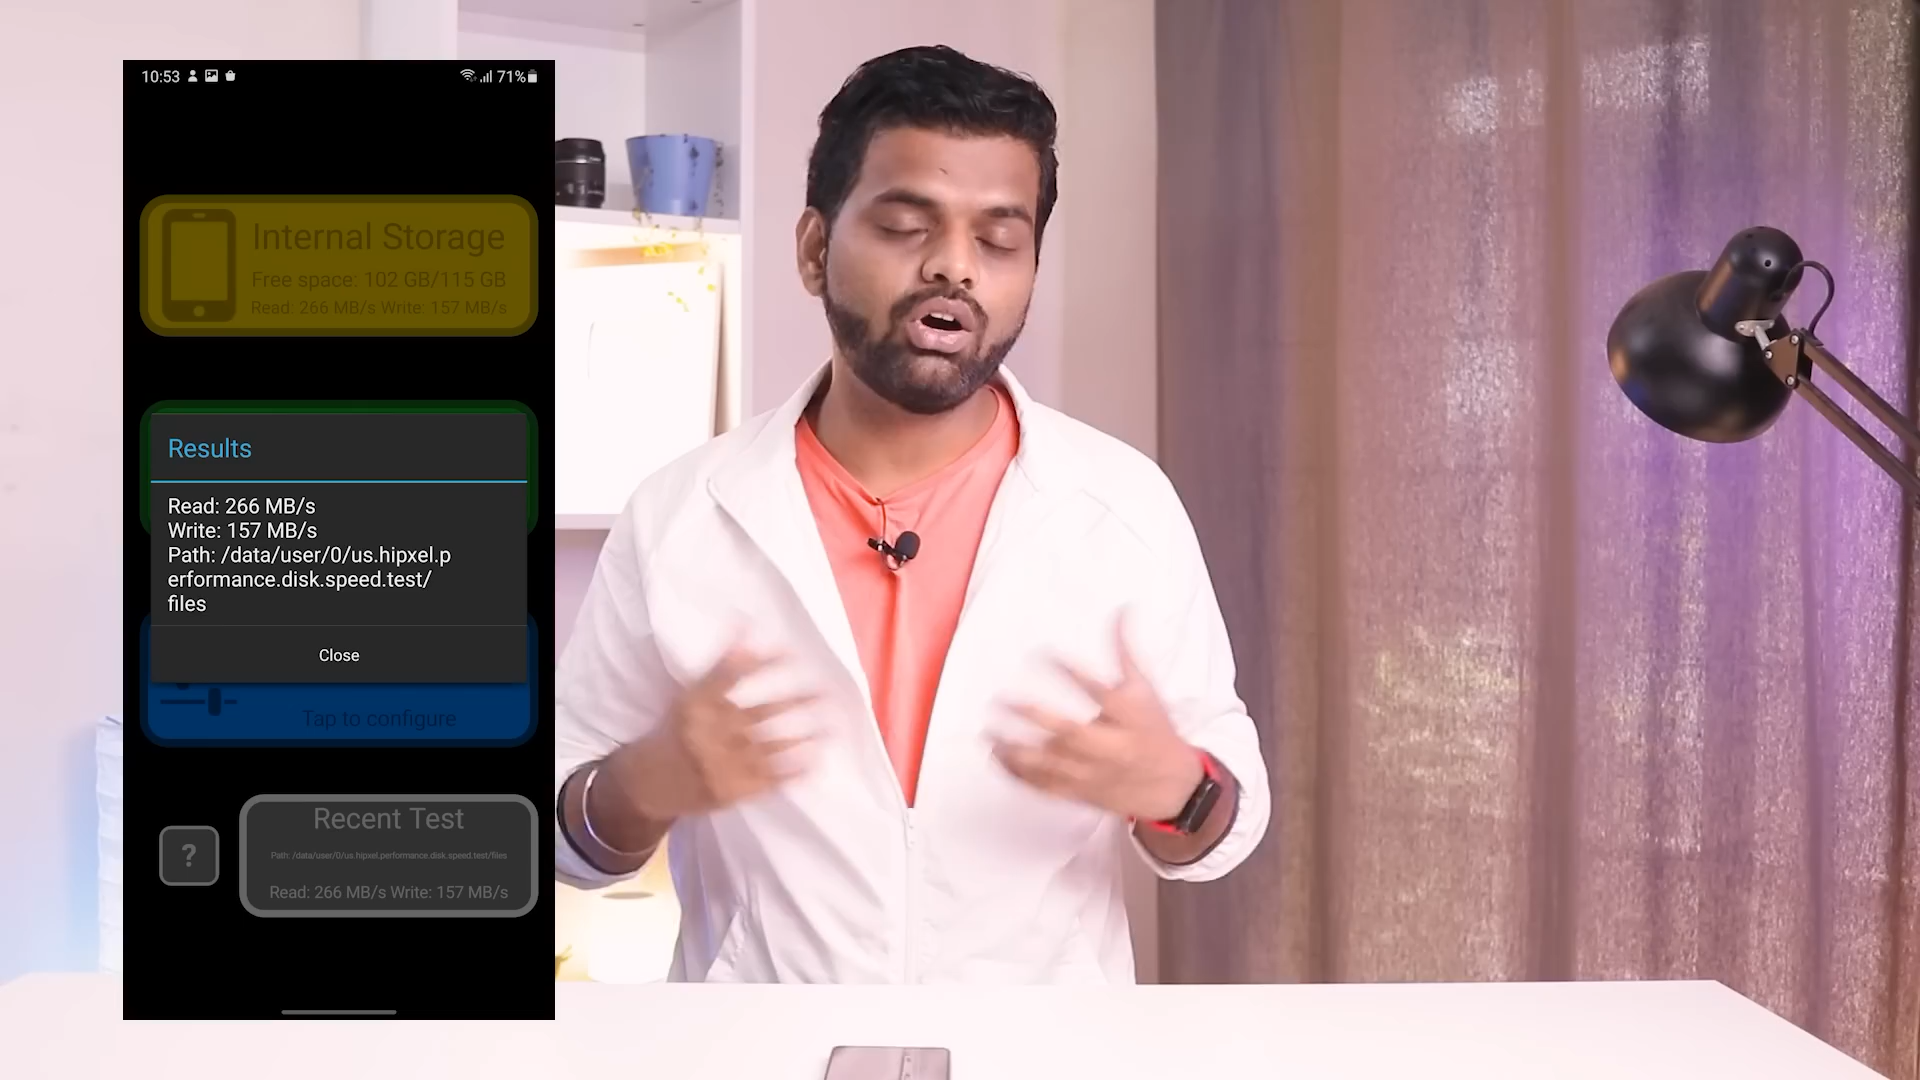 10:53
71%
Internal Storage
Free space: 102 GB/115 GB
Read: 266 MB/s Write: 157 MB/s
Results
Read: 266 MB/s
Write: 157 MB/s
Path: /data/user/0/us.hipxel.p
erformance.disk.speed.test/
files
Close
Tap to configure
Recent Test
?
Path: /data/user/0/us.hipxel.performance.disk.speed.test/files
Read: 266 MB/s Write: 157 MB/s